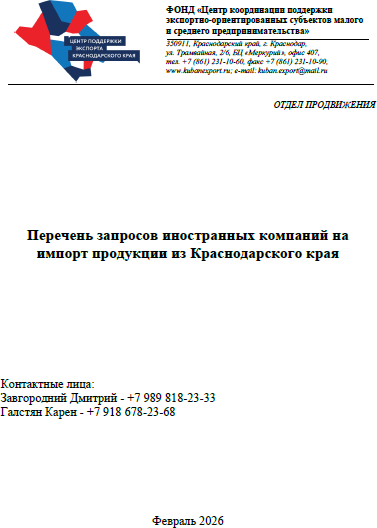 ЦЕНТР ПОДДЕРЖКИ
ЭКСПОРТА
КРАСНОДАРСКОГО КРАЯ
ФОНД «Центр координации поддержки
экспортно-ориентированных субъектов малого
и среднего предпринимательства»
350911, Краснодарский край, г. Краснодар,
ул. Трамвайная, 2/6, БЦ «Меркурий», офис 407,
тел. +7 (861) 231-10-60, факс +7 (861) 231-10-90,
www.kubanexport.ru; e-mail: kuban.export@mail.ru
ОТДЕЛ ПРОДВИЖЕНИЯ
Перечень запросов иностранных компаний на
импорт продукции из Краснодарского края
Контактные лица:
Завгородний Дмитрий - +7 989 818-23-33
Галстян Карен - +7 918 678-23-68
Февраль 2026